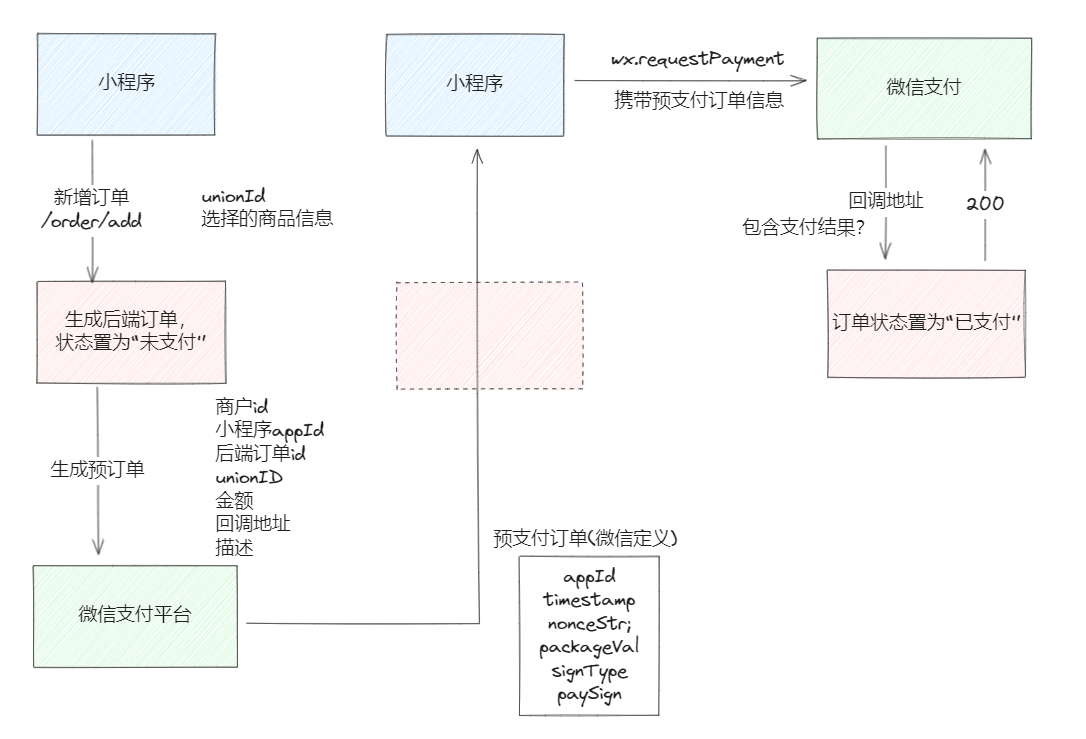 小程序
新增订单
/order/add
unionId
选择的商品信息
生成后端订单，
状态置为“未支付”
生成预订单
商户id
小程序appId
后端订单id
unionID
金额
回调地址
描述
微信支付平台
小程序
预支付订单(微信定义)
appId
timestamp
nonceStr;
packageVal
signType
paySign
wx.requestPayment
携带预支付订单信息
微信支付
回调地址
包含支付结果?
200
订单状态置为“已支付”